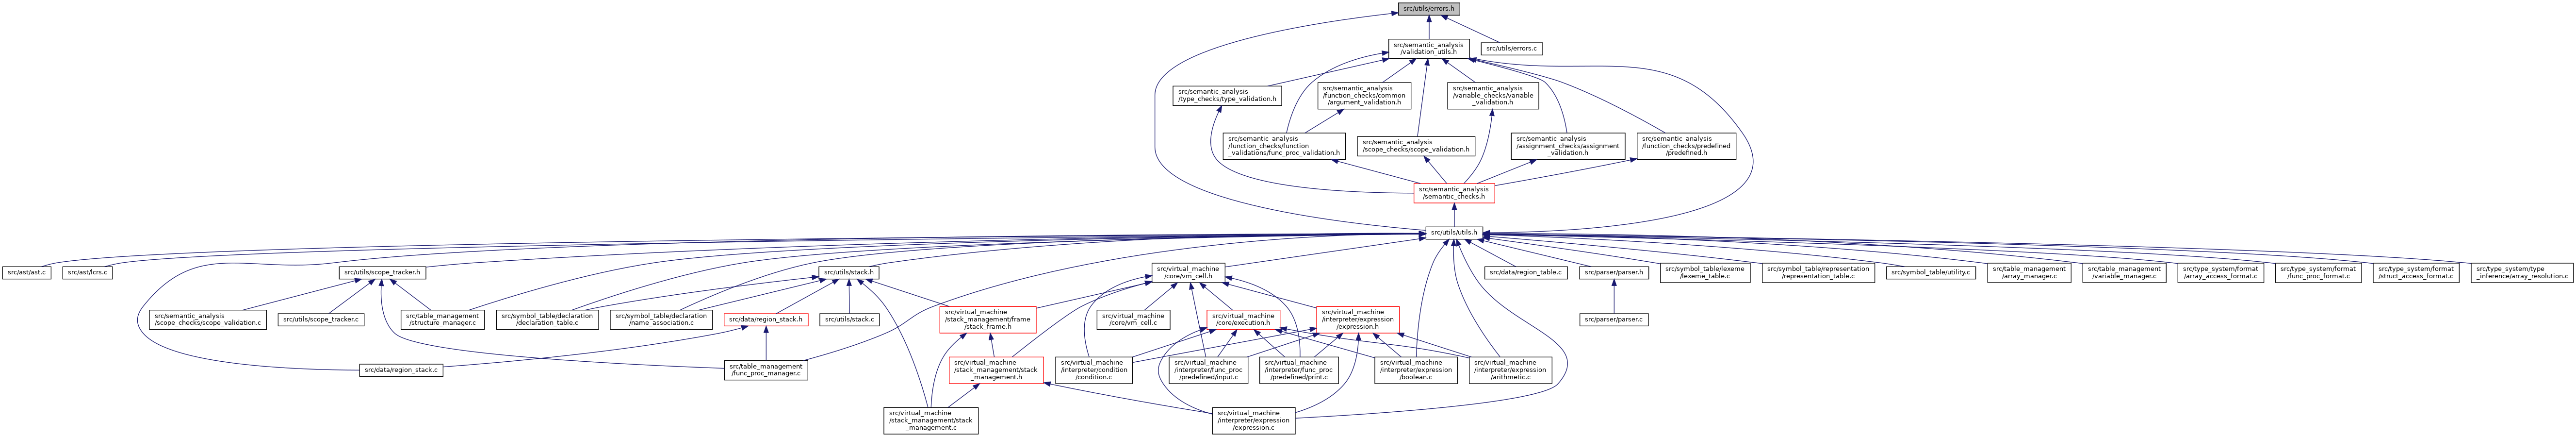 src/utils/errors.h
src/semantic_analysis
/validation_utils.h
src/utils/errors.c
src/semantic_analysis
/type_checks/type_validation.h
src/semantic_analysis
/function_checks/common
/argument_validation.h
src/semantic_analysis
/variable_checks/variable
_validation.h
src/semantic_analysis
/function_checks/function
_validations/func_proc_validation.h
src/semantic_analysis
/scope_checks/scope_validation.h
src/semantic_analysis
/assignment_checks/assignment
_validation.h
src/semantic_analysis
/function_checks/predefined
/predefined.h
src/semantic_analysis
/semantic_checks.h
src/utils/utils.h
src/ast/ast.c
src/ast/lcrs.c
src/utils/scope_tracker.h
src/utils/stack.h
src/virtual_machine
/core/vm_cell.h
src/data/region_table.c
src/parser/parser.h
src/symbol_table/lexeme
/lexeme_table.c
src/symbol_table/representation
/representation_table.c
src/symbol_table/utility.c
src/table_management
/array_manager.c
src/table_management
/variable_manager.c
src/type_system/format
/array_access_format.c
src/type_system/format
/func_proc_format.c
src/type_system/format
/struct_access_format.c
src/type_system/type
_inference/array_resolution.c
src/semantic_analysis
/scope_checks/scope_validation.c
src/utils/scope_tracker.c
src/table_management
/structure_manager.c
src/symbol_table/declaration
/declaration_table.c
src/symbol_table/declaration
/name_association.c
src/data/region_stack.h
src/utils/stack.c
src/virtual_machine
/stack_management/frame
/stack_frame.h
src/virtual_machine
/core/vm_cell.c
src/virtual_machine
/core/execution.h
src/virtual_machine
/interpreter/expression
/expression.h
src/parser/parser.c
src/data/region_stack.c
src/table_management
/func_proc_manager.c
src/virtual_machine
/stack_management/stack
_management.h
src/virtual_machine
/interpreter/condition
/condition.c
src/virtual_machine
/interpreter/func_proc
/predefined/input.c
src/virtual_machine
/interpreter/func_proc
/predefined/print.c
src/virtual_machine
/interpreter/expression
/boolean.c
src/virtual_machine
/interpreter/expression
/arithmetic.c
src/virtual_machine
/stack_management/stack
_management.c
src/virtual_machine
/interpreter/expression
/expression.c